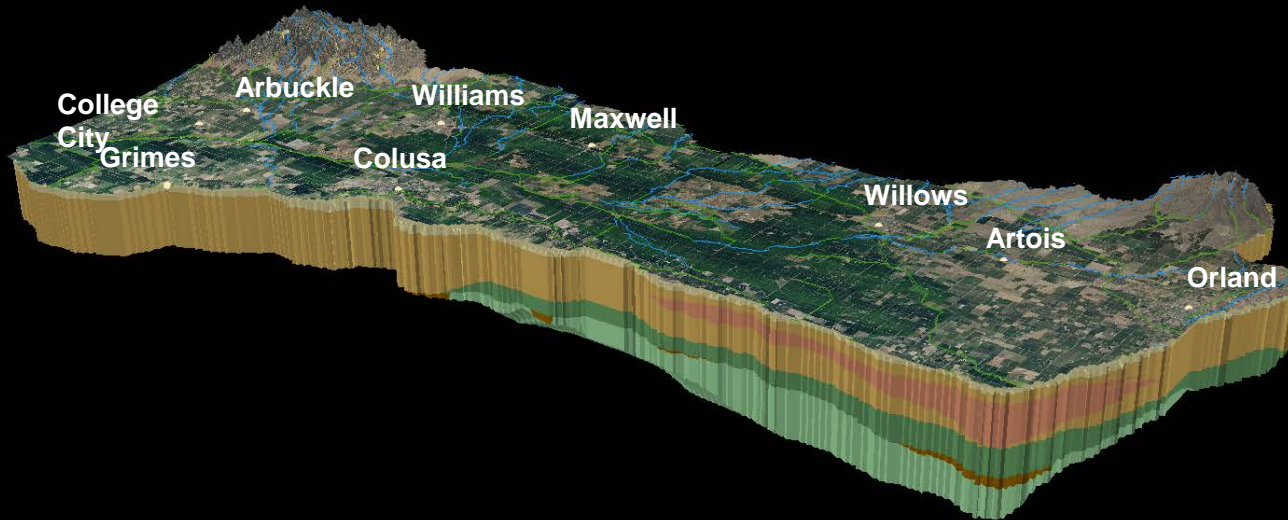 Arbuckle
Williams
College
City
Maxwell
Grimes
Colusa
Willows
Artois
Orland